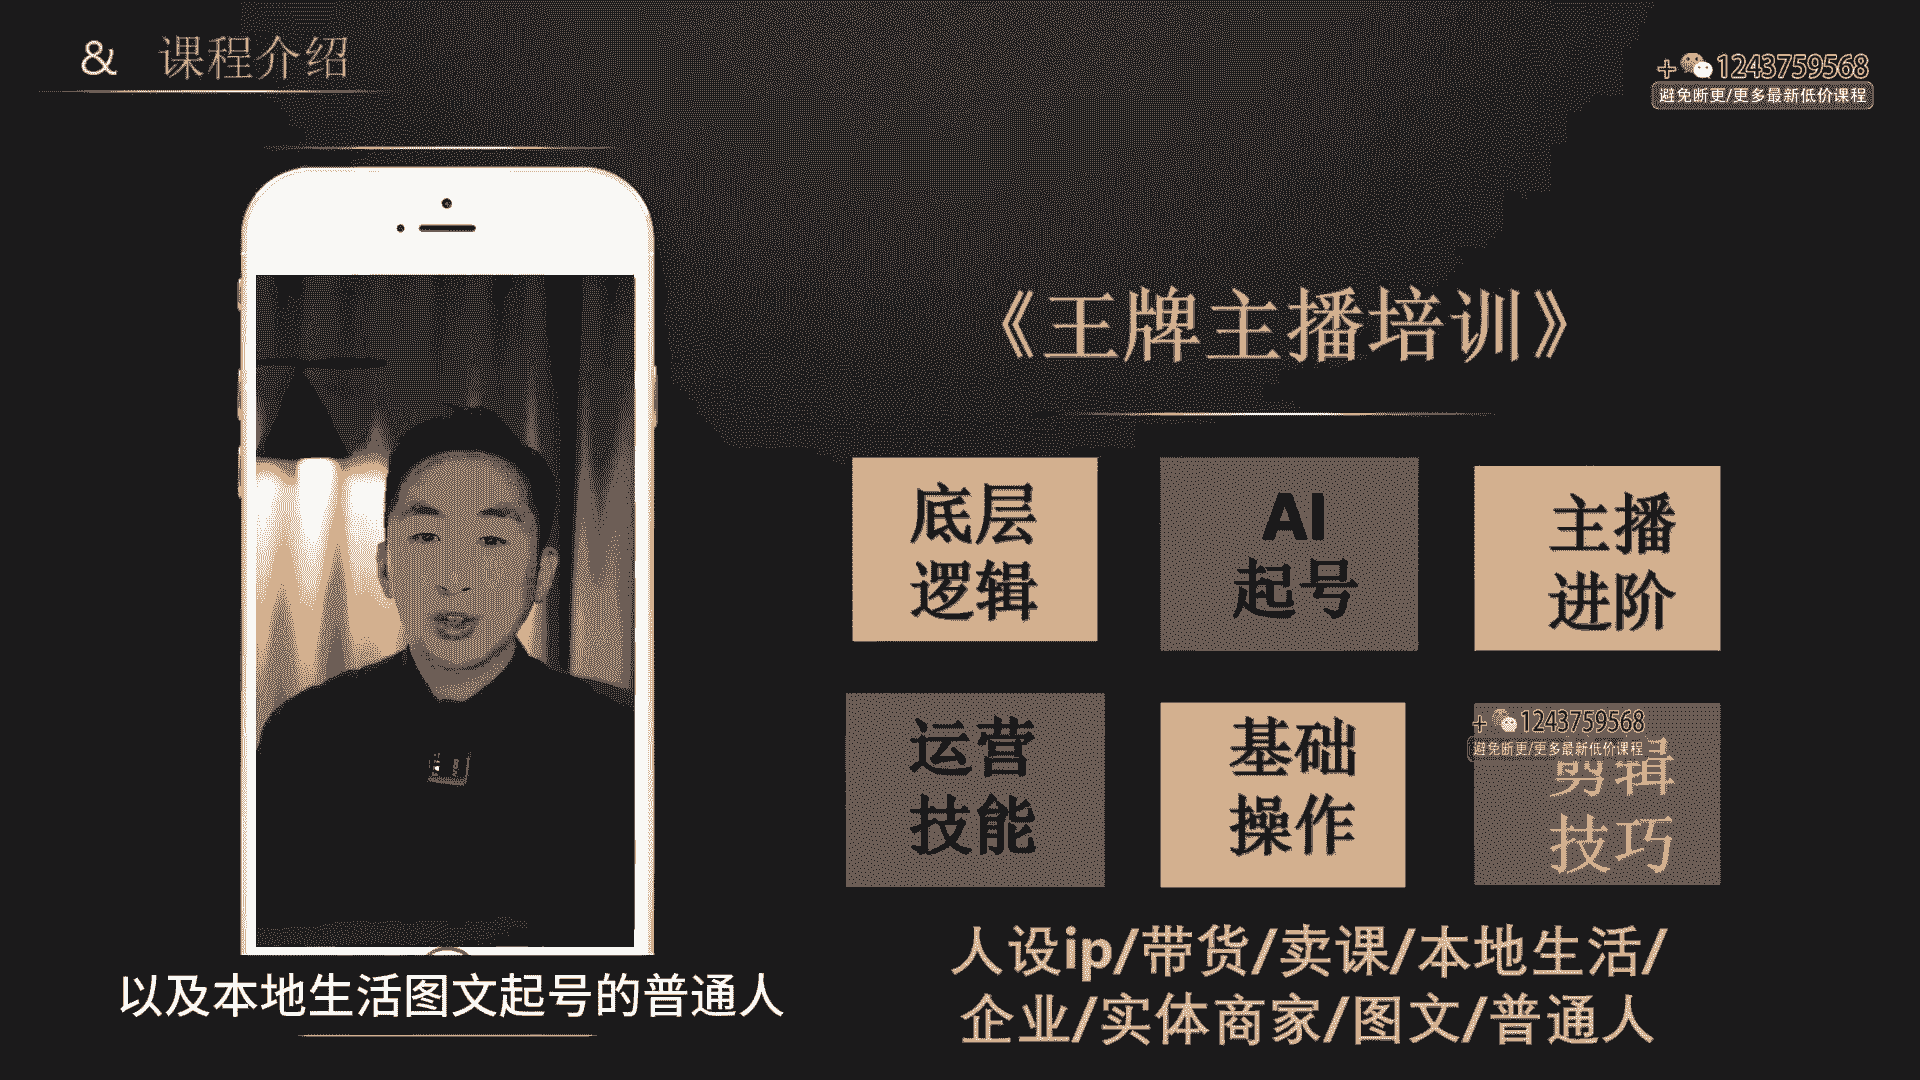 & 课程介绍
+1243759568
避免断更/更多最新低价课程
《王牌主播培训》
底层
逻辑
AI
起号
主播
进阶
运营
技能
基础
操作
+1243759568
避免断更/更多最新低价课程
剪辑
技巧
人设ip/带货/卖课/本地生活/
企业/实体商家/图文/普通人
以及本地生活图文起号的普通人